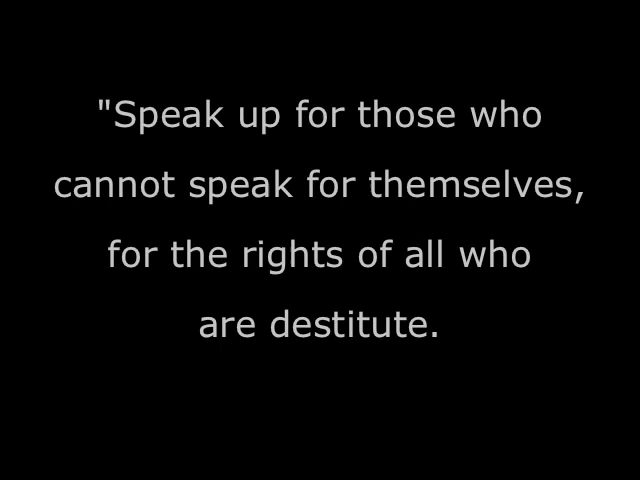 "Speak up for those who
cannot speak for themselves,
for the rights of all who
are destitute.